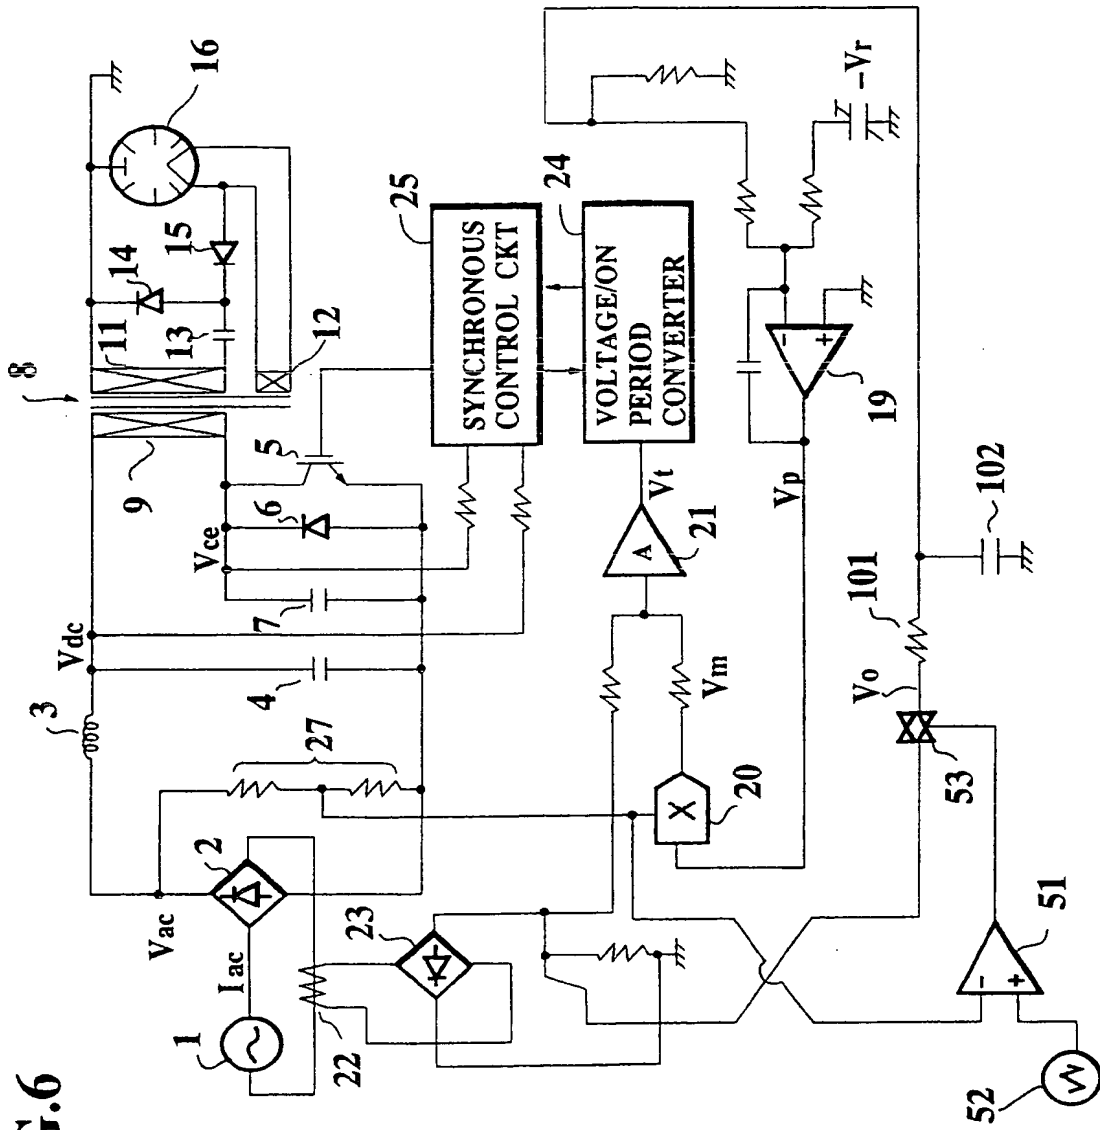 8
16
11
14
15
13
12
9
5
6
Vce
7
Vdc
4
3
27
2
Vac
Iac
1
22
23
25
SYNCHRONOUS
CONTROL CKT
24
VOLTAGE/ON
PERIOD
CONVERTER
Vt
A
21
Vm
X
20
Vp
-Vr
-
+
19
102
101
Vo
53
51
-
+
52
G.6